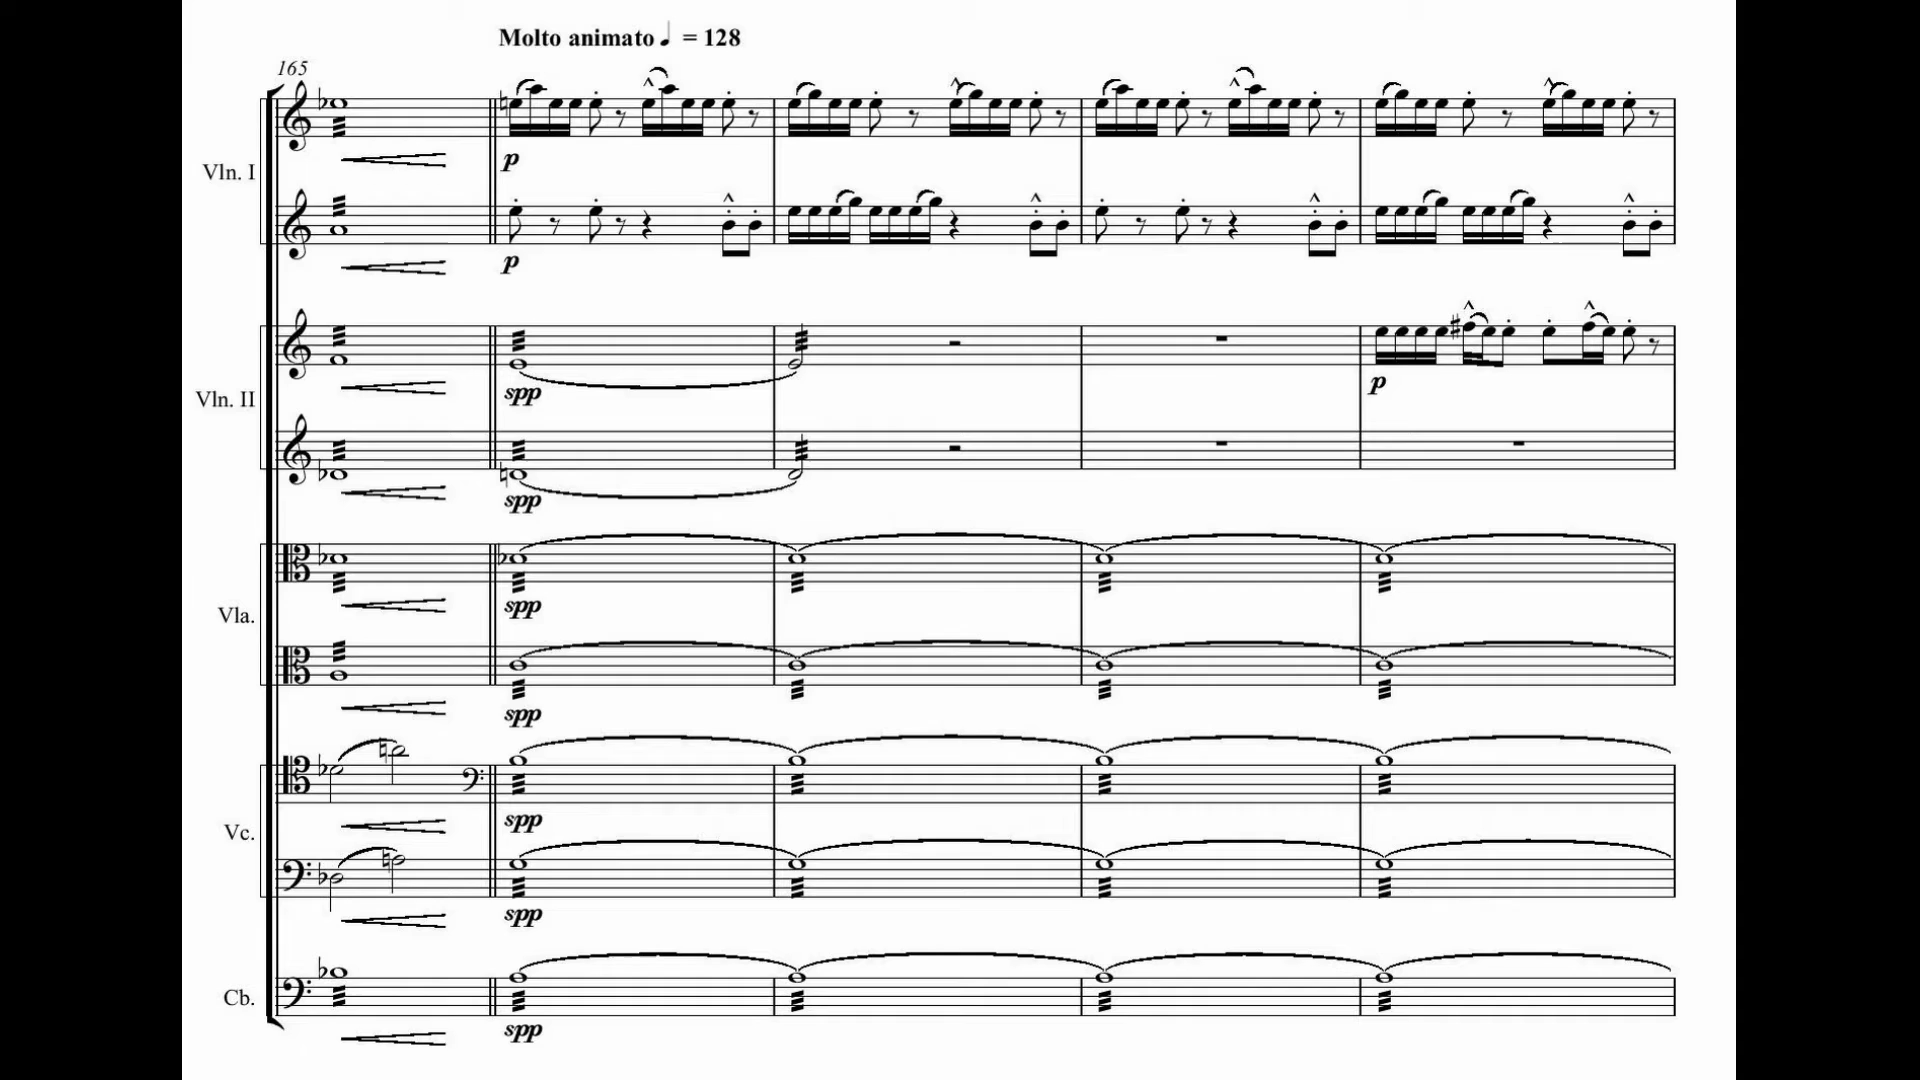 Molto animato ♩ = 128
165
Vln. I
p
p
Vln. II
spp
p
spp
Vla.
spp
spp
Vc.
spp
spp
Cb.
spp